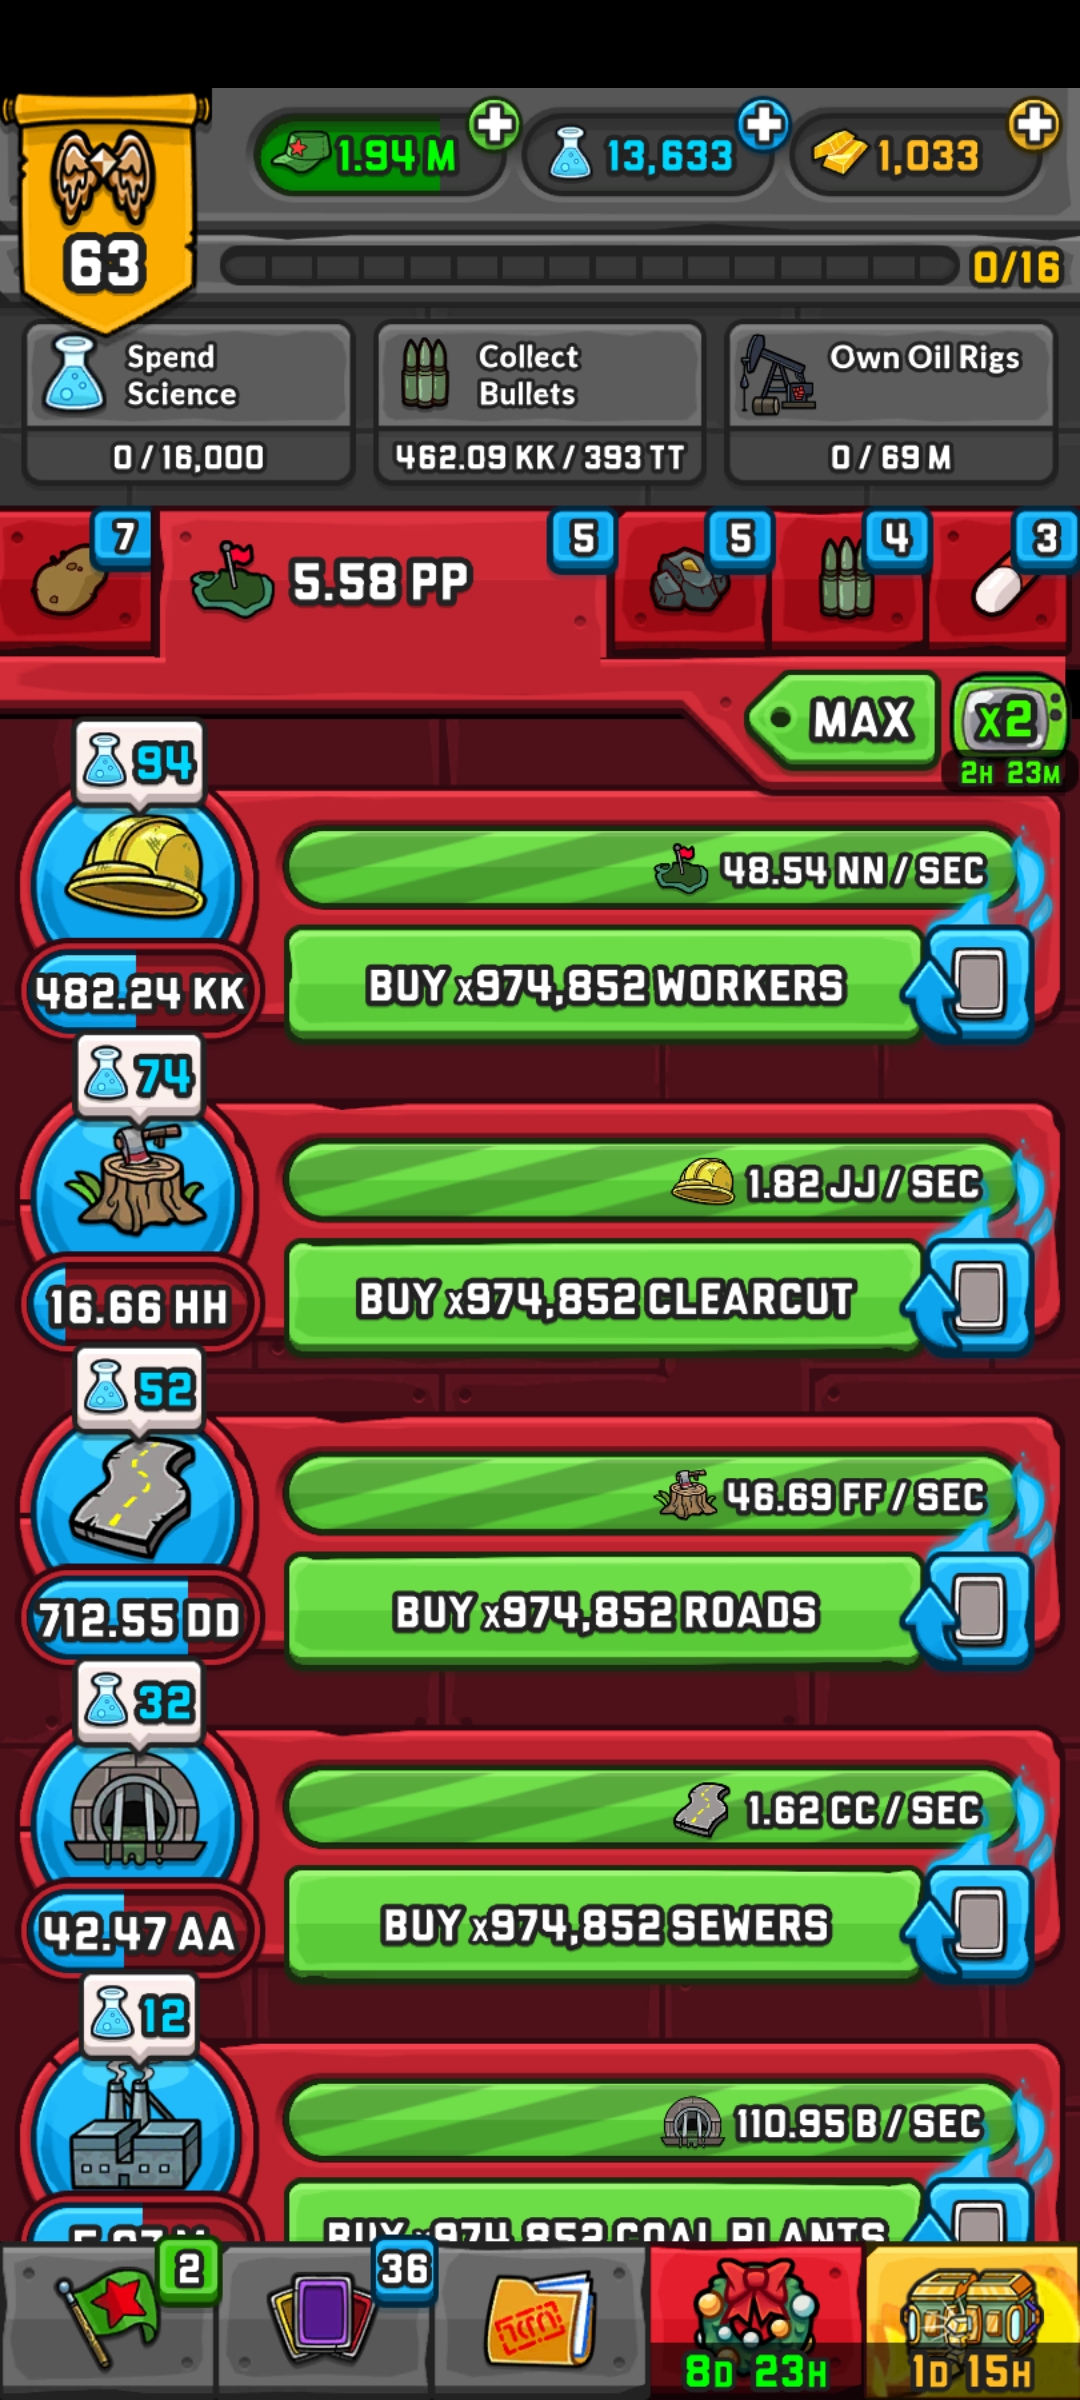 1.94 M
13,633
1,033
63
0/16
Spend
Science
Collect
Bullets
Own Oil Rigs
0 / 16,000
462.09 KK / 393 TT
0 / 69 M
7
5.58 PP
5
5
4
3
MAX
x2
2H 23M
94
48.54 NN / SEC
482.24 KK
BUY x974,852 WORKERS
74
1.82 JJ / SEC
16.66 HH
BUY x974,852 CLEARCUT
52
46.69 FF / SEC
712.55 DD
BUY x974,852 ROADS
32
1.62 CC / SEC
42.47 AA
BUY x974,852 SEWERS
12
110.95 B / SEC
BUY x974,852 COAL PLANTS
2
36
8D 23H
1D 15H